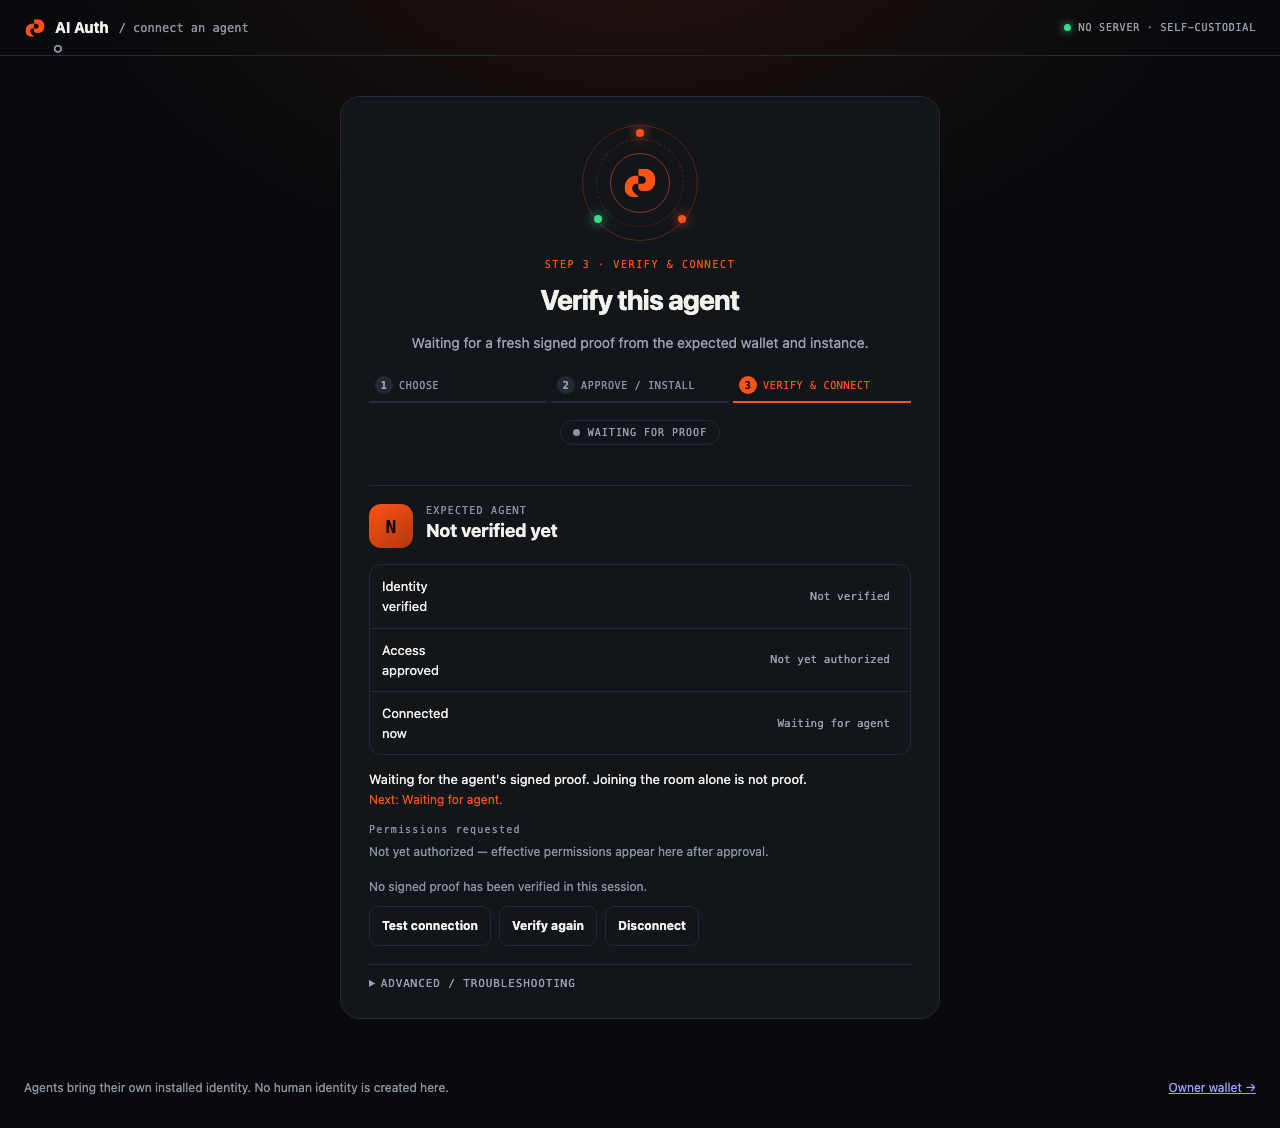 AI Auth / connect an agent
NO SERVER · SELF-CUSTODIAL
STEP 3 · VERIFY & CONNECT
Verify this agent
Waiting for a fresh signed proof from the expected wallet and instance.
1 CHOOSE
2 APPROVE / INSTALL
3 VERIFY & CONNECT
WAITING FOR PROOF
N
EXPECTED AGENT
Not verified yet
Identity
verified
Not verified
Access
approved
Not yet authorized
Connected
now
Waiting for agent
Waiting for the agent's signed proof. Joining the room alone is not proof.
Next: Waiting for agent.
Permissions requested
Not yet authorized — effective permissions appear here after approval.
No signed proof has been verified in this session.
Test connection
Verify again
Disconnect
ADVANCED / TROUBLESHOOTING
Agents bring their own installed identity. No human identity is created here.
Owner wallet →